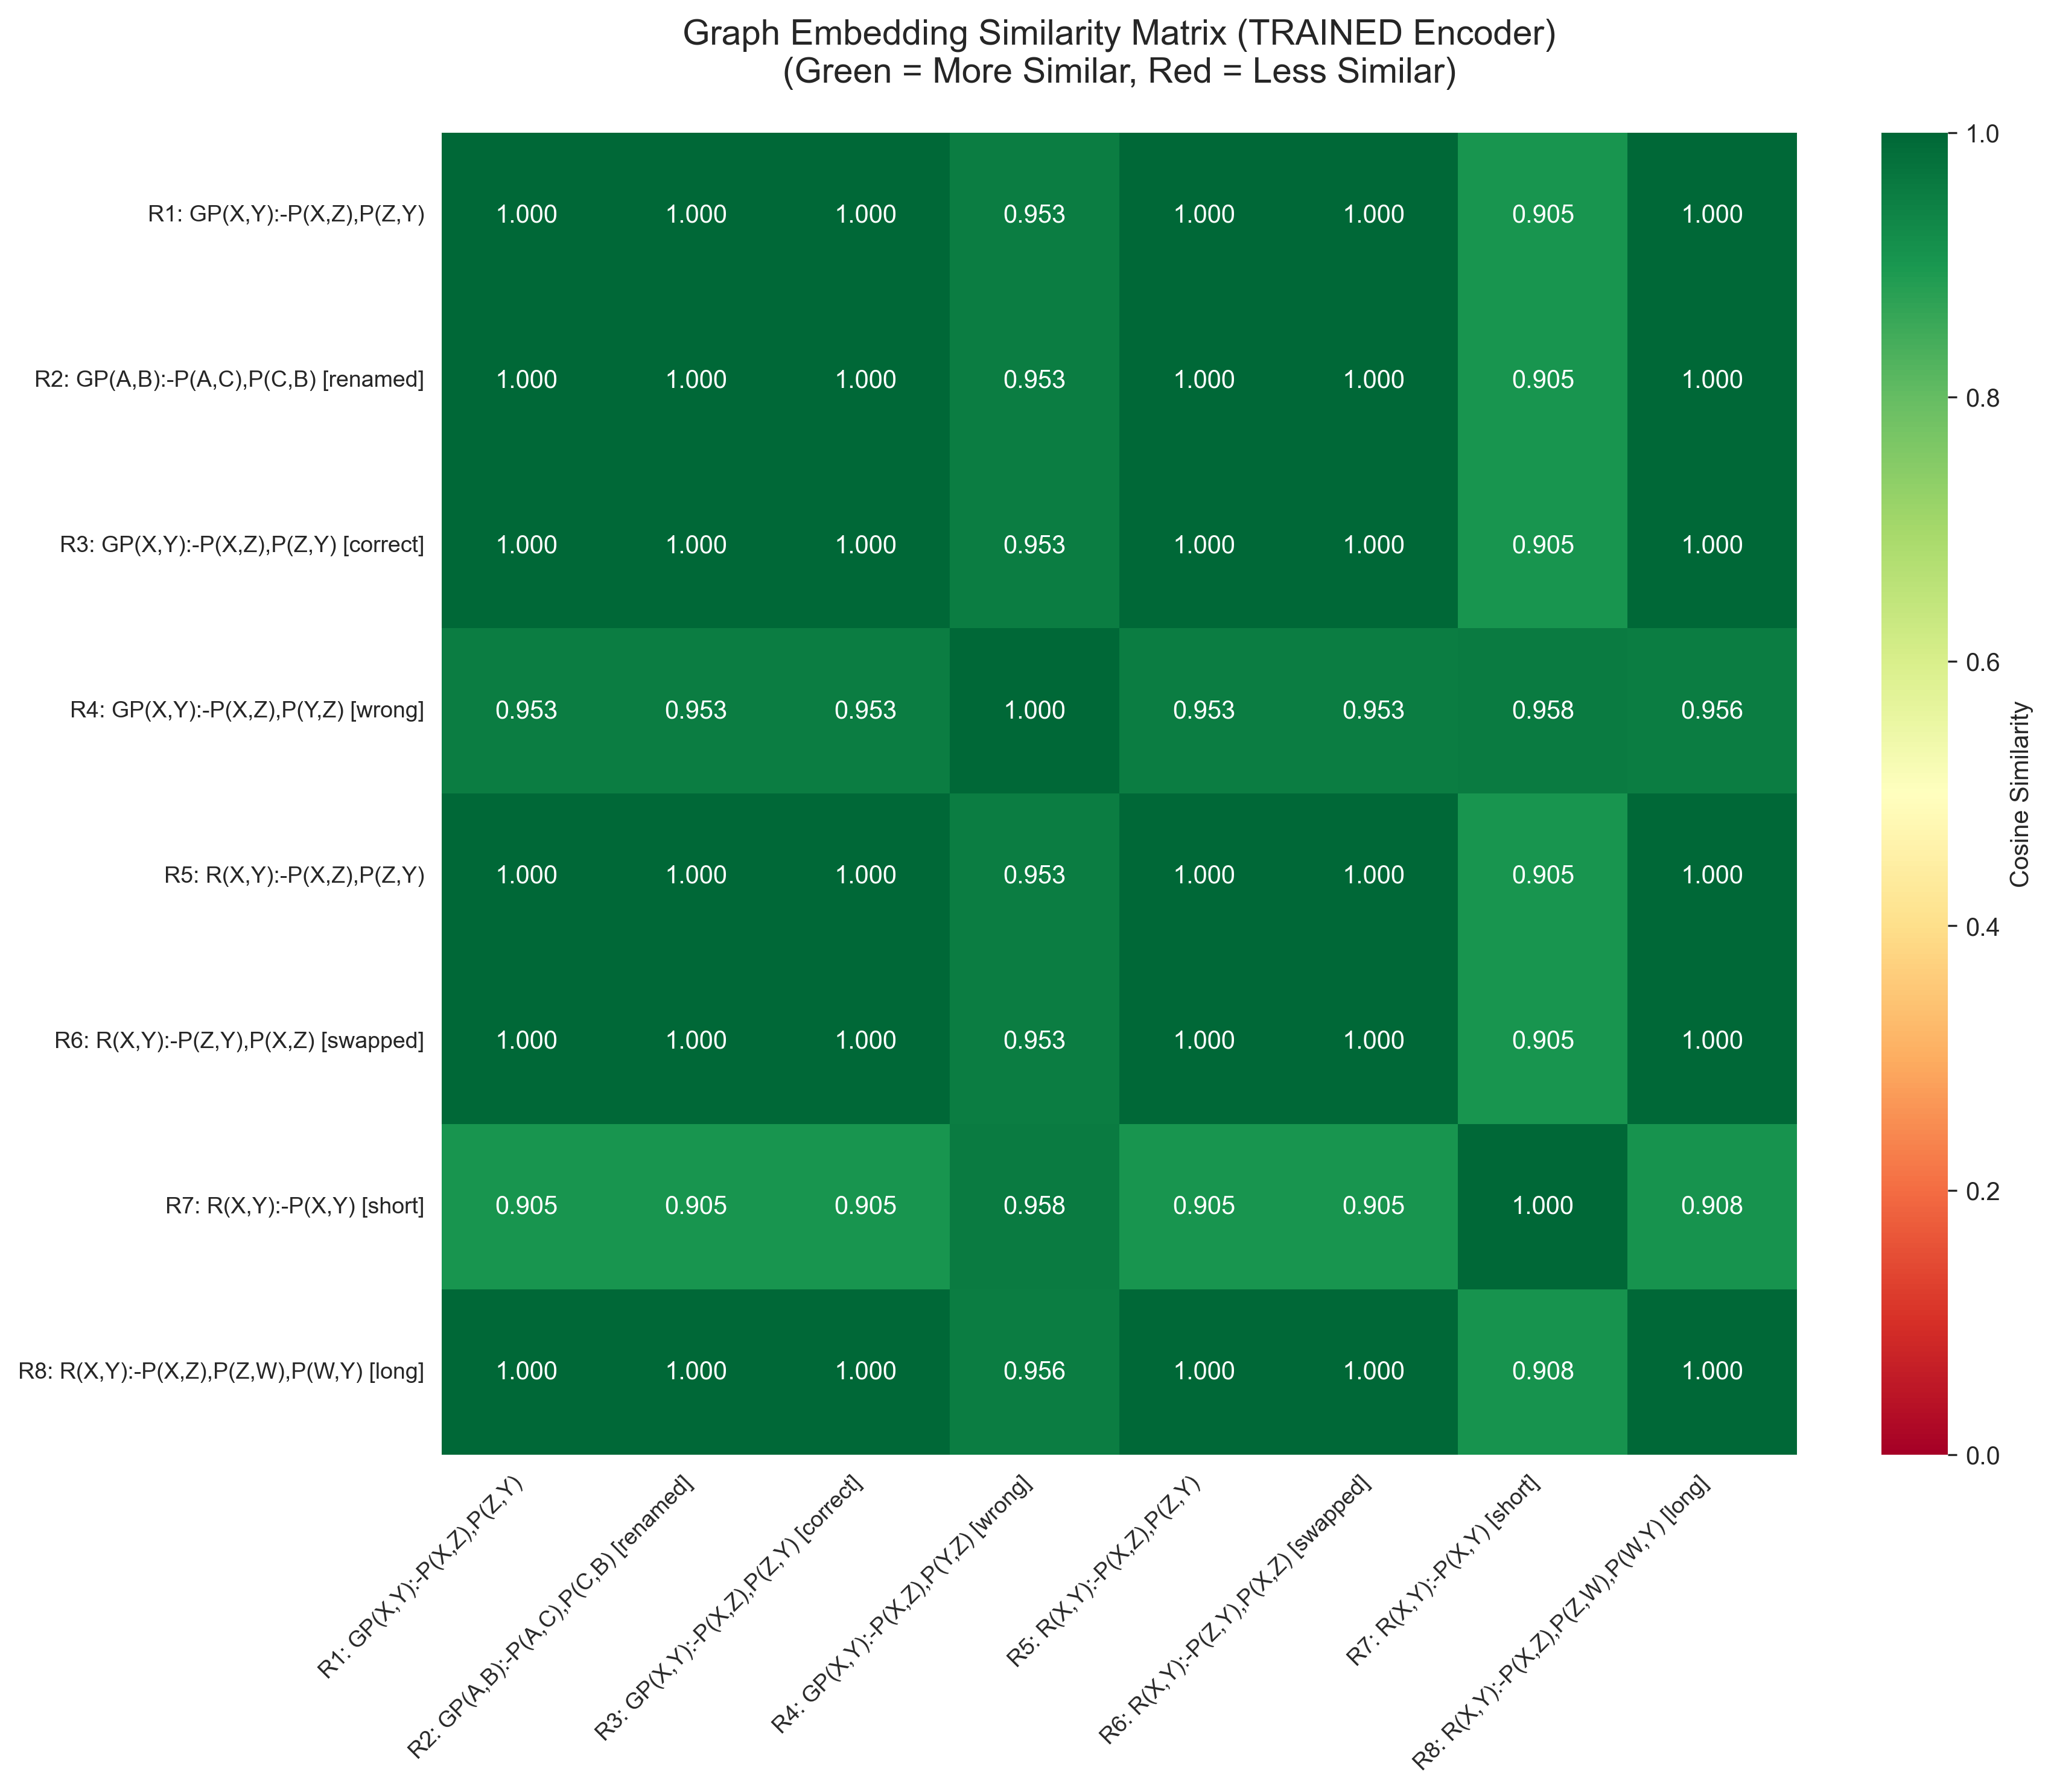 Graph Embedding Similarity Matrix (TRAINED Encoder)
(Green = More Similar, Red = Less Similar)
R1: GP(X,Y):-P(X,Z),P(Z,Y) 1.000 1.000 1.000 0.953 1.000 1.000 0.905 1.000
R2: GP(A,B):-P(A,C),P(C,B) [renamed] 1.000 1.000 1.000 0.953 1.000 1.000 0.905 1.000
R3: GP(X,Y):-P(X,Z),P(Z,Y) [correct] 1.000 1.000 1.000 0.953 1.000 1.000 0.905 1.000
R4: GP(X,Y):-P(X,Z),P(Y,Z) [wrong] 0.953 0.953 0.953 1.000 0.953 0.953 0.958 0.956
R5: R(X,Y):-P(X,Z),P(Z,Y) 1.000 1.000 1.000 0.953 1.000 1.000 0.905 1.000
R6: R(X,Y):-P(Z,Y),P(X,Z) [swapped] 1.000 1.000 1.000 0.953 1.000 1.000 0.905 1.000
R7: R(X,Y):-P(X,Y) [short] 0.905 0.905 0.905 0.958 0.905 0.905 1.000 0.908
R8: R(X,Y):-P(X,Z),P(Z,W),P(W,Y) [long] 1.000 1.000 1.000 0.956 1.000 1.000 0.908 1.000
R1: GP(X,Y):-P(X,Z),P(Z,Y)
R2: GP(A,B):-P(A,C),P(C,B) [renamed]
R3: GP(X,Y):-P(X,Z),P(Z,Y) [correct]
R4: GP(X,Y):-P(X,Z),P(Y,Z) [wrong]
R5: R(X,Y):-P(X,Z),P(Z,Y)
R6: R(X,Y):-P(Z,Y),P(X,Z) [swapped]
R7: R(X,Y):-P(X,Y) [short]
R8: R(X,Y):-P(X,Z),P(Z,W),P(W,Y) [long]
1.0
0.8
0.6
0.4
0.2
0.0
Cosine Similarity